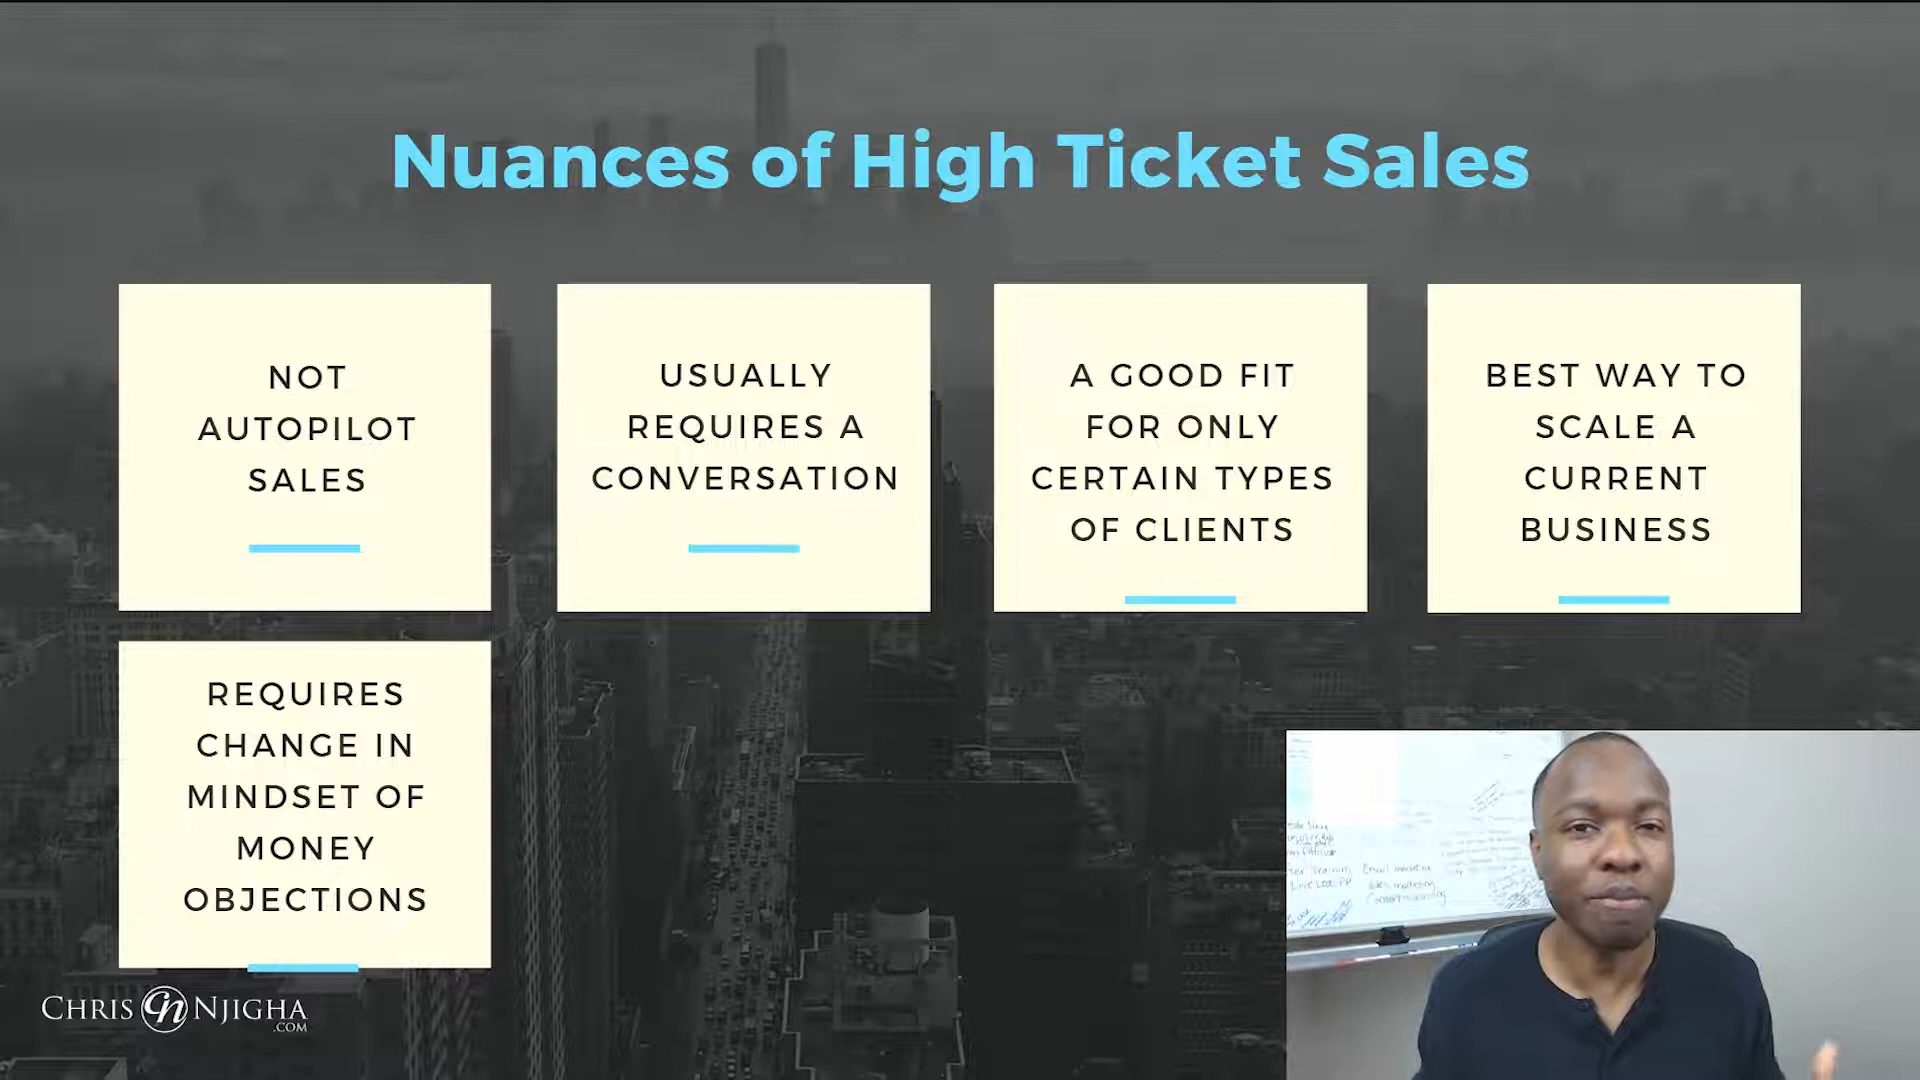 Nuances of High Ticket Sales
NOT
AUTOPILOT
SALES
USUALLY
REQUIRES A
CONVERSATION
A GOOD FIT
FOR ONLY
CERTAIN TYPES
OF CLIENTS
BEST WAY TO
SCALE A
CURRENT
BUSINESS
REQUIRES
CHANGE IN
MINDSET OF
MONEY
OBJECTIONS
CHRIS CN NJIGHA
.COM